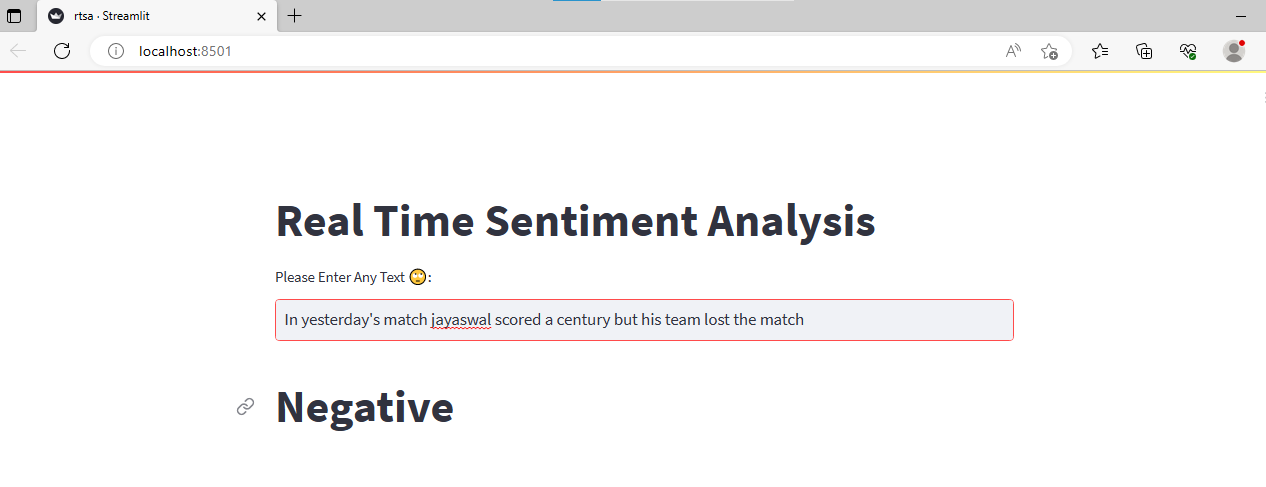 rtsa · Streamlit
localhost:8501
Real Time Sentiment Analysis
Please Enter Any Text 🙄:
In yesterday's match jayaswal scored a century but his team lost the match
Negative